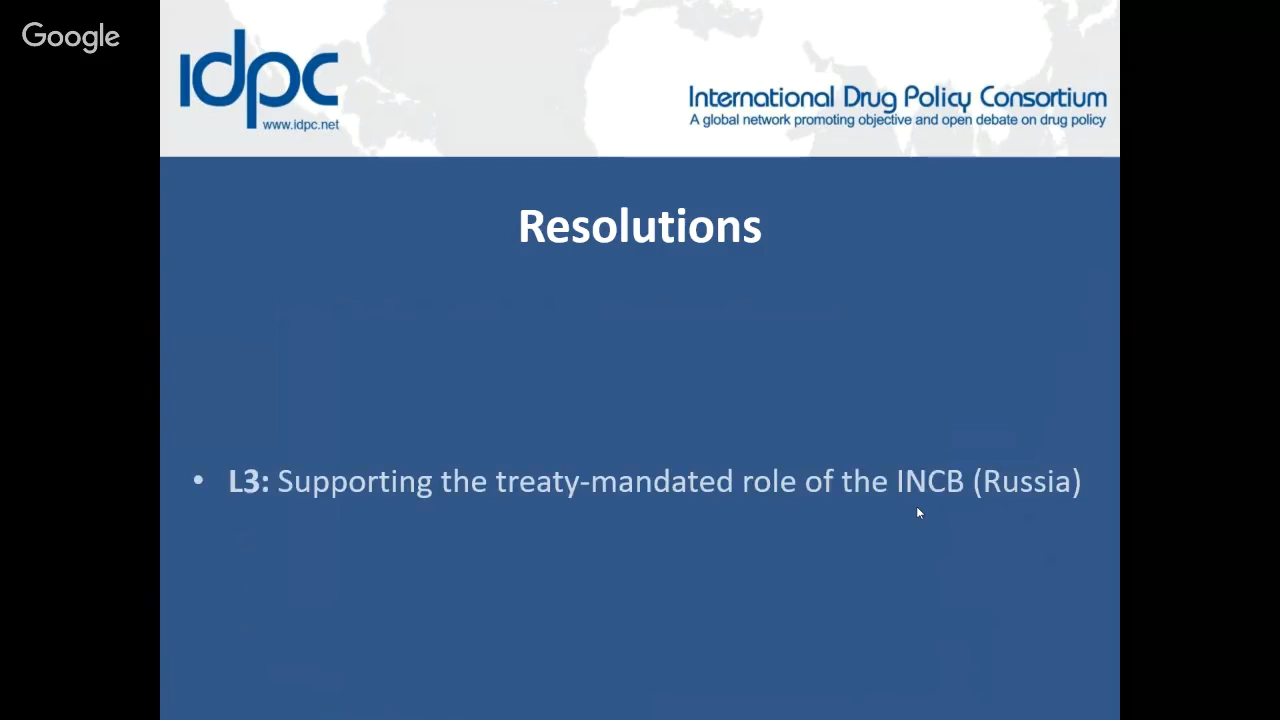 Google
idpc
www.idpc.net
International Drug Policy Consortium
A global network promoting objective and open debate on drug policy
Resolutions
• L3: Supporting the treaty-mandated role of the INCB (Russia)